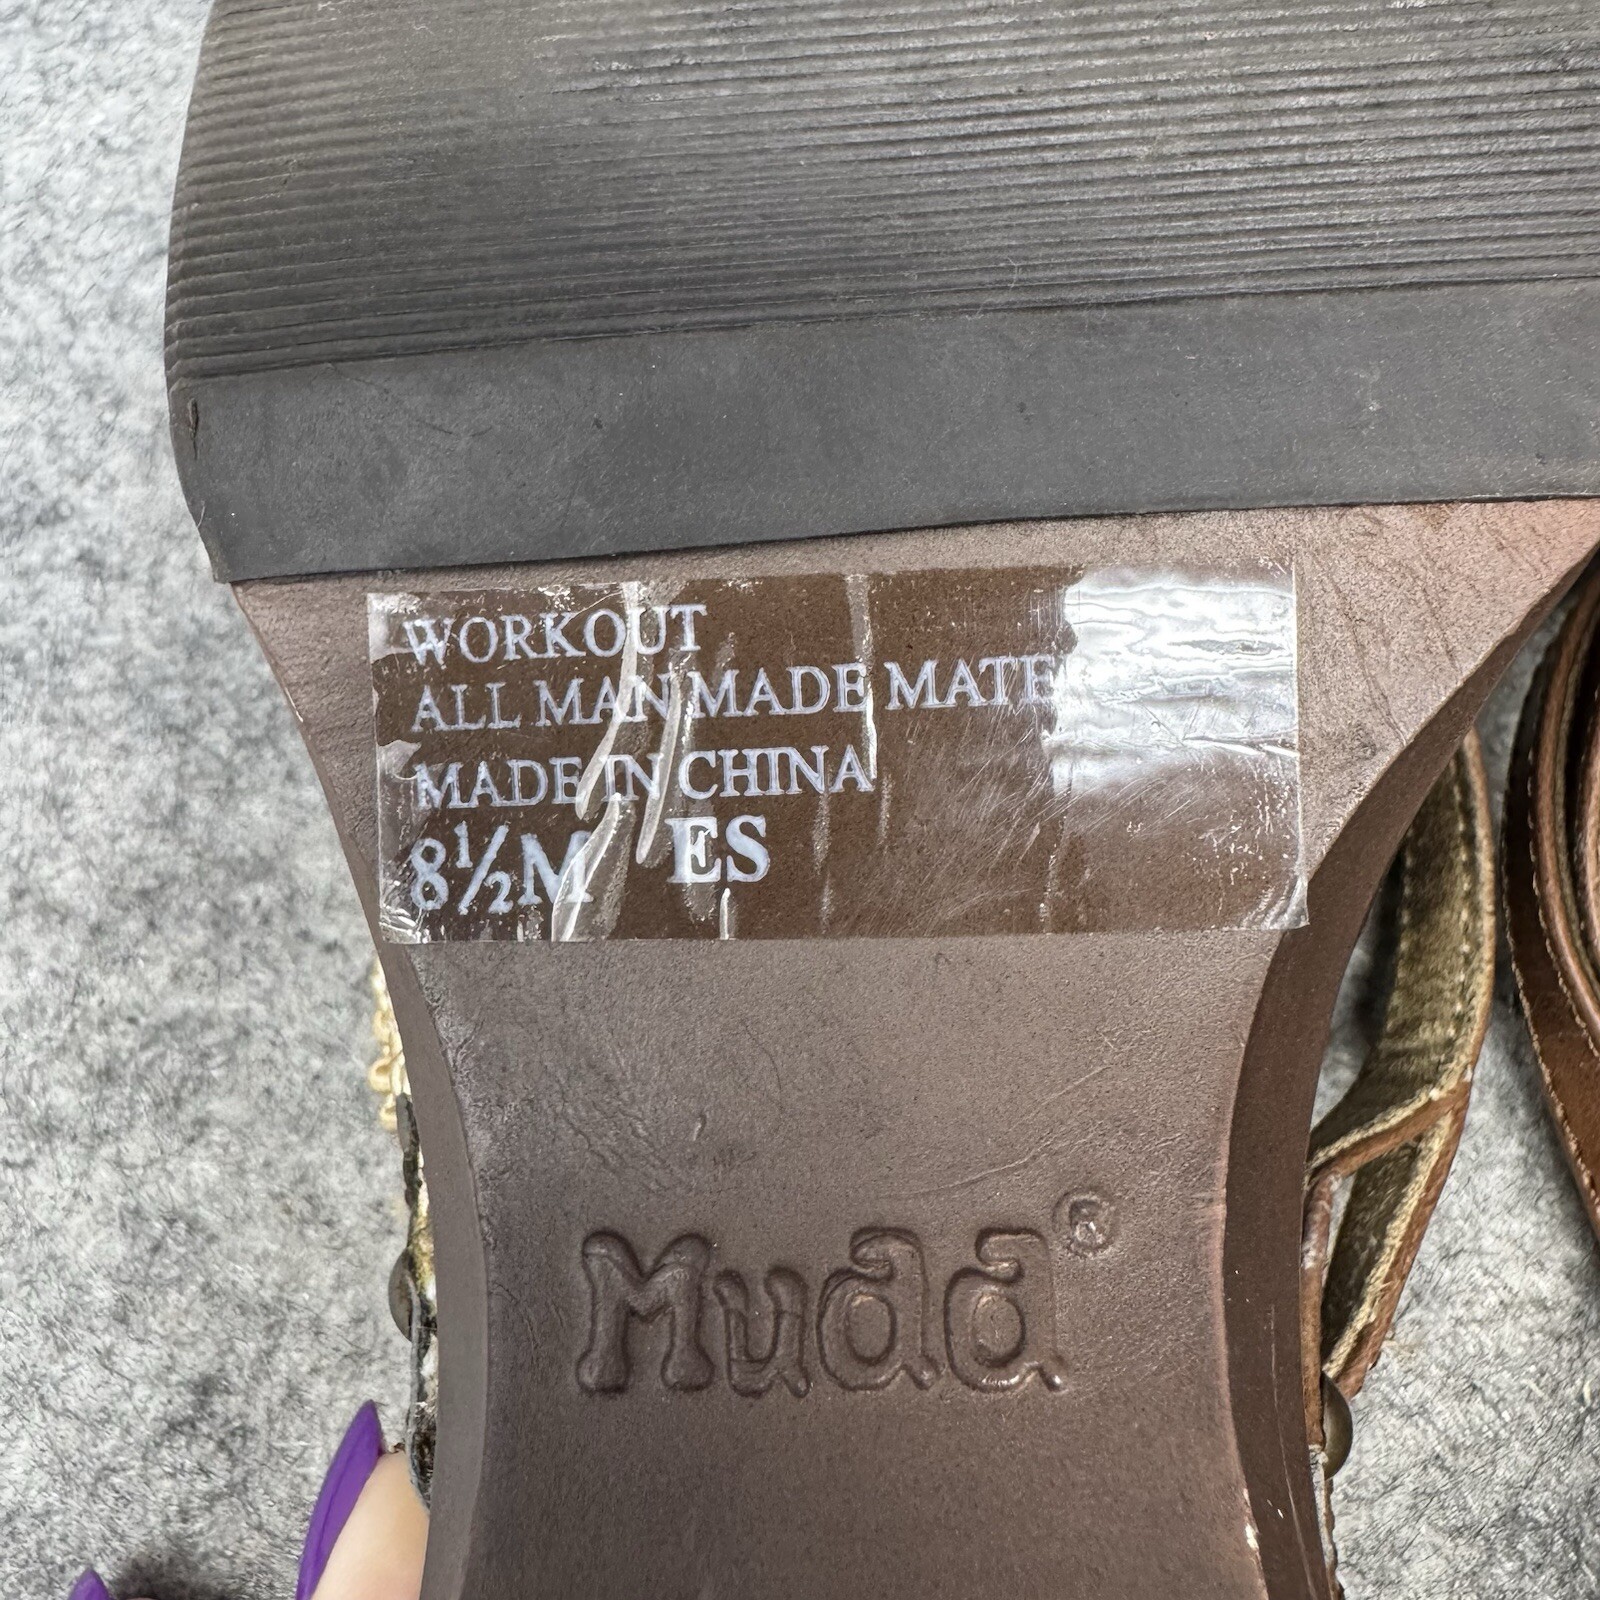 WORKOUT
ALL MAN MADE MATE
MADE IN CHINA
8½M ES
Mudd®